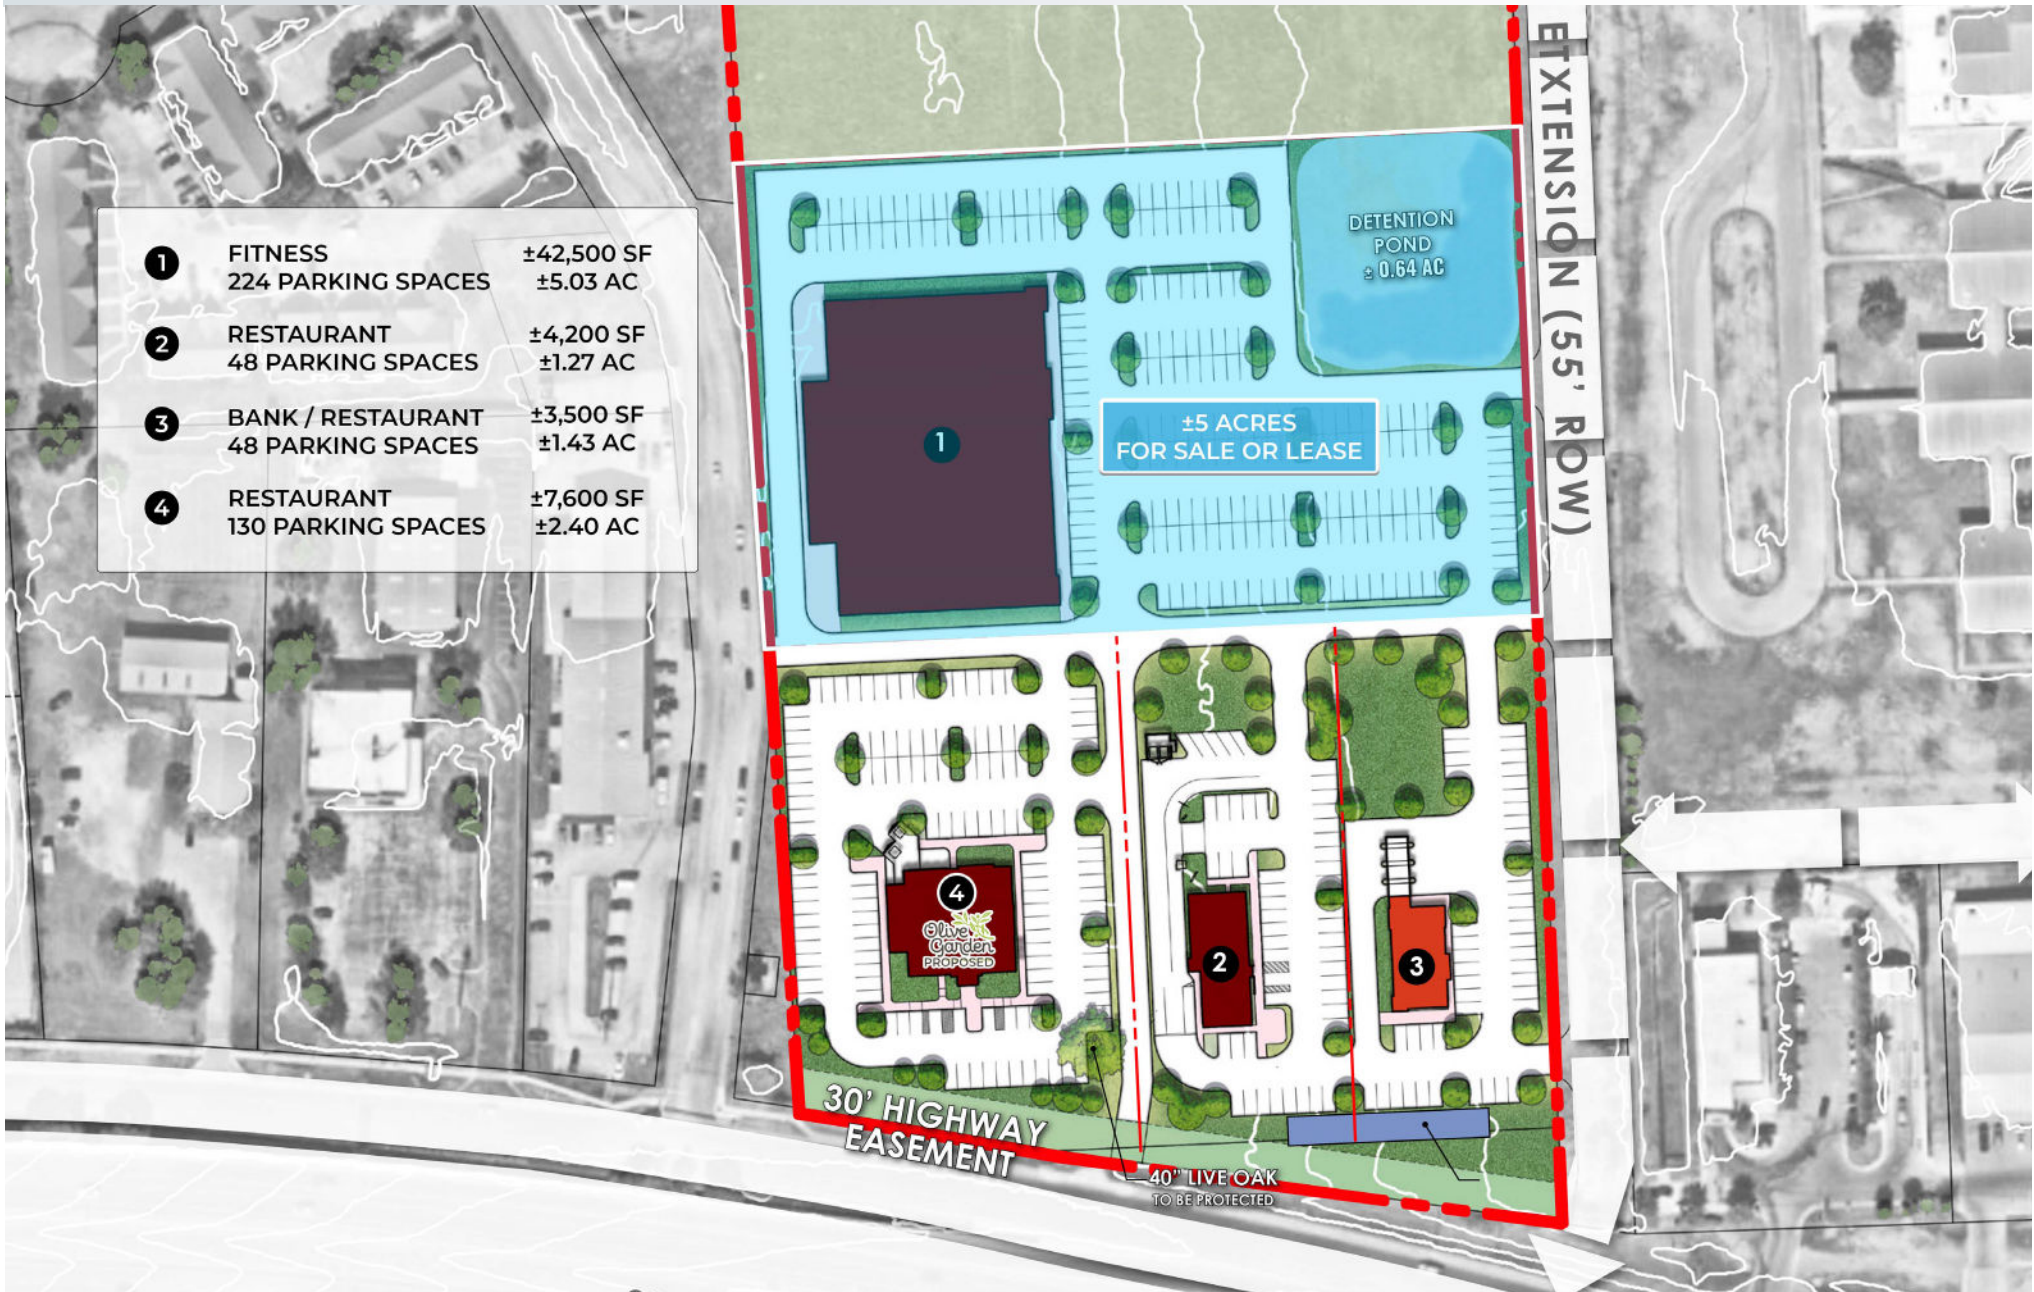 1
FITNESS
±42,500 SF
224 PARKING SPACES
±5.03 AC
2
RESTAURANT
±4,200 SF
48 PARKING SPACES
±1.27 AC
3
BANK / RESTAURANT
±3,500 SF
48 PARKING SPACES
±1.43 AC
4
RESTAURANT
±7,600 SF
130 PARKING SPACES
±2.40 AC
ETXTENSION (55' ROW)
DETENTION
POND
± 0.64 AC
1
±5 ACRES
FOR SALE OR LEASE
4
Olive
Garden
PROPOSED
2
3
30' HIGHWAY
EASEMENT
40" LIVE OAK
TO BE PROTECTED